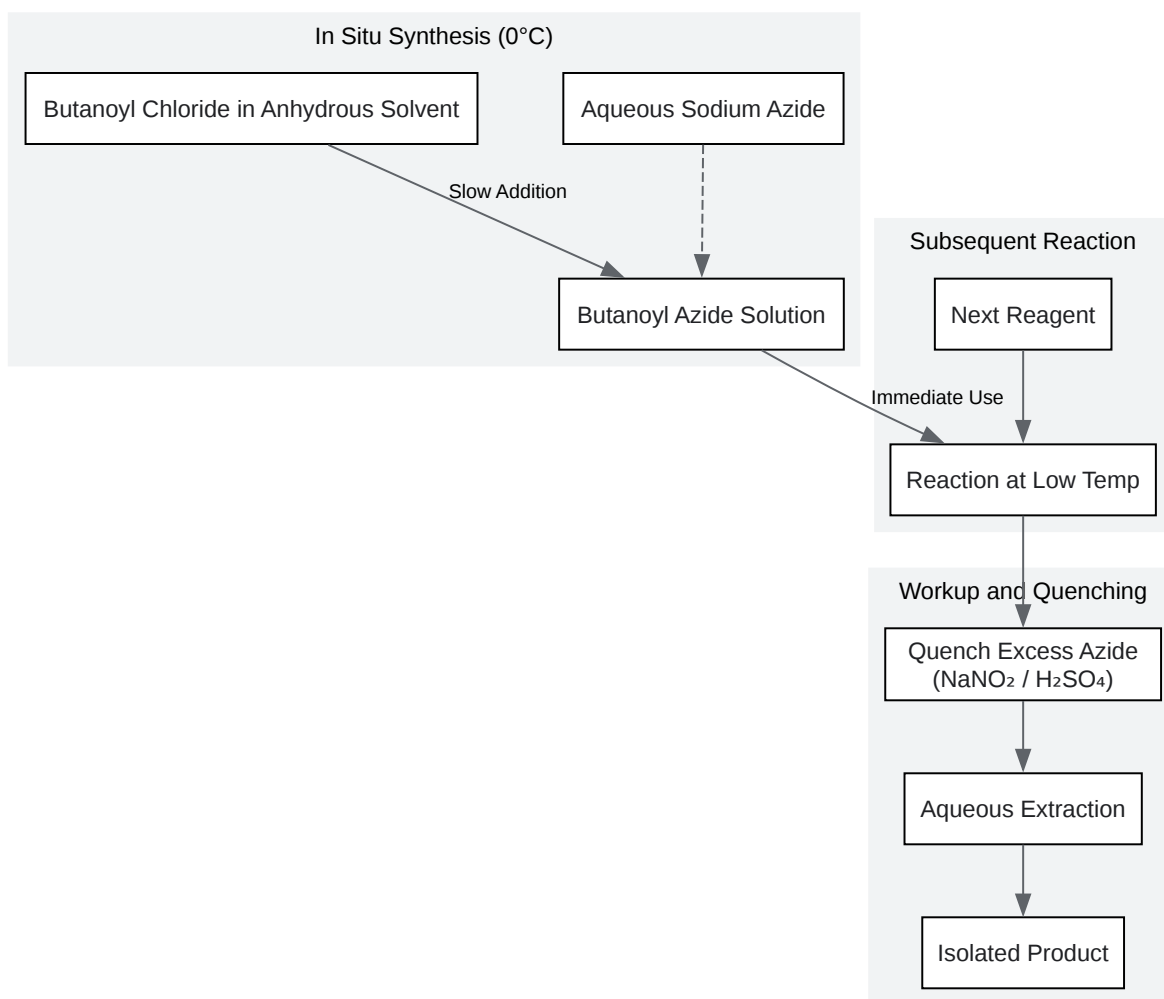 In Situ Synthesis (0°C)
Butanoyl Chloride in Anhydrous Solvent
Aqueous Sodium Azide
Slow Addition
Butanoyl Azide Solution
Subsequent Reaction
Next Reagent
Immediate Use
Reaction at Low Temp
Workup and Quenching
Quench Excess Azide
(NaNO₂ / H₂SO₄)
Aqueous Extraction
Isolated Product